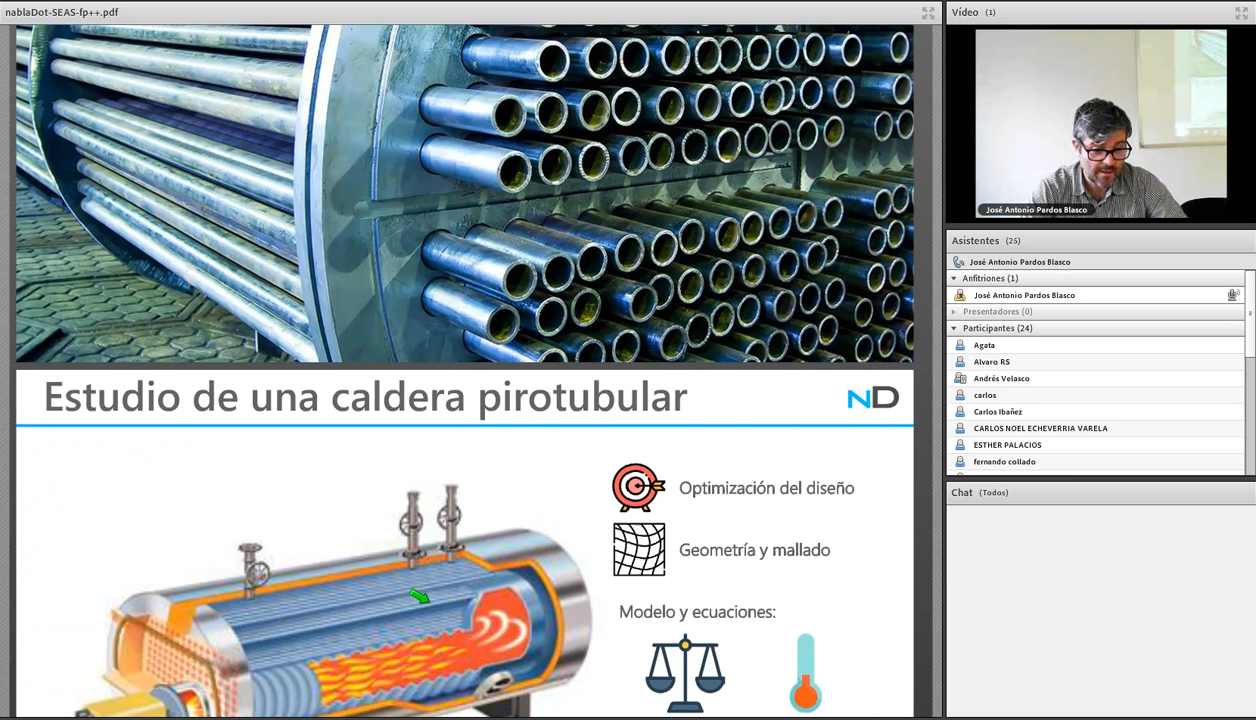 nablaDot-SEAS-fp++.pdf
Estudio de una caldera pirotubular
ND
Optimización del diseño
Geometría y mallado
Modelo y ecuaciones:
Vídeo (1)
José Antonio Pardos Blasco
Asistentes (25)
José Antonio Pardos Blasco
Anfitriones (1)
José Antonio Pardos Blasco
Presentadores (0)
Participantes (24)
Agata
Alvaro RS
Andrés Velasco
carlos
Carlos Ibañez
CARLOS NOEL ECHEVERRIA VARELA
ESTHER PALACIOS
fernando collado
Chat (Todos)